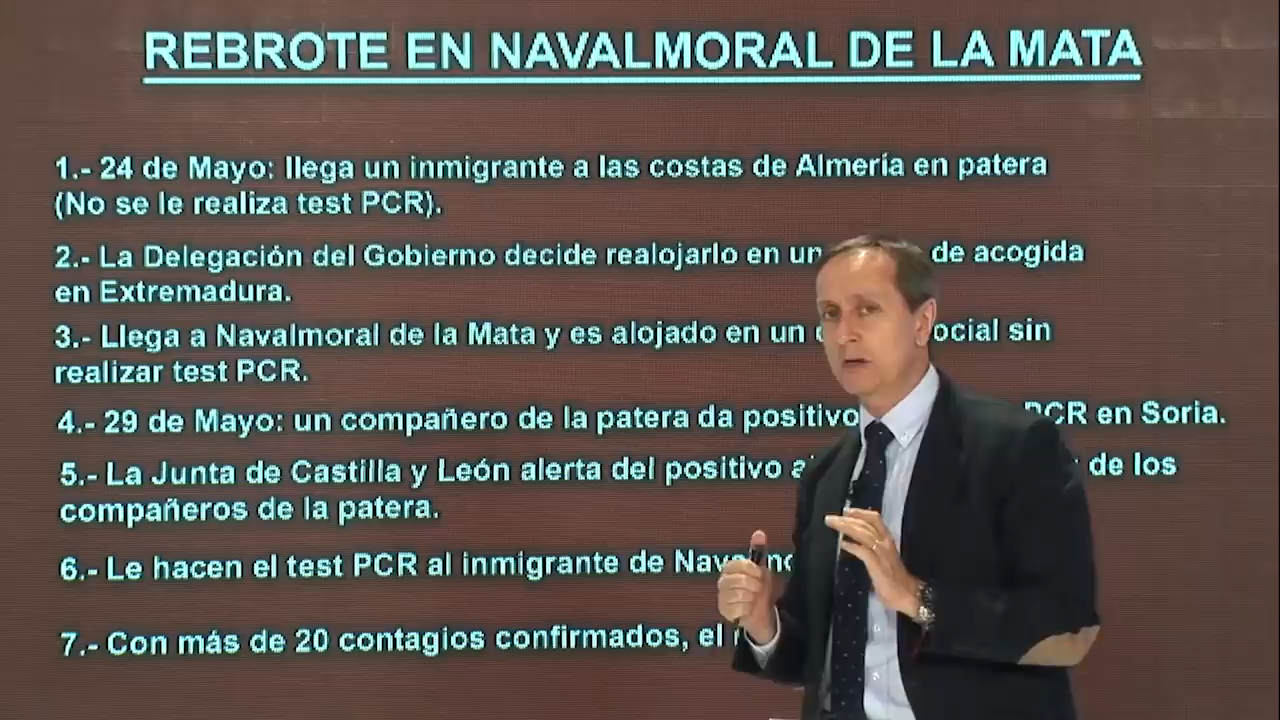 REBROTE EN NAVALMORAL DE LA MATA
1.- 24 de Mayo: llega un inmigrante a las costas de Almería en patera
(No se le realiza test PCR).
2.- La Delegación del Gobierno decide realojarlo en un de acogida
en Extremadura.
3.- Llega a Navalmoral de la Mata y es alojado en un sin
realizar test PCR.
4.- 29 de Mayo: un compañero de la patera da positivo PCR en Soria.
5.- La Junta de Castilla y León alerta del positivo de los
compañeros de la patera.
6.- Le hacen el test PCR al inmigrante de
7.- Con más de 20 contagios confirmados, el